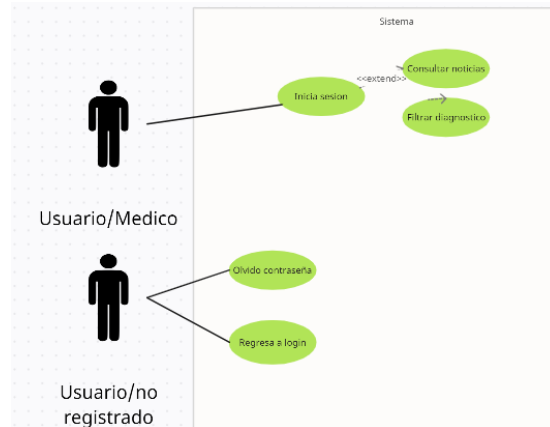 Sistema
Consultar noticias
<<extend>>
Inicia sesion
Filtrar diagnostico
Usuario/Medico
Olvido contraseña
Regresa a login
Usuario/no
registrado